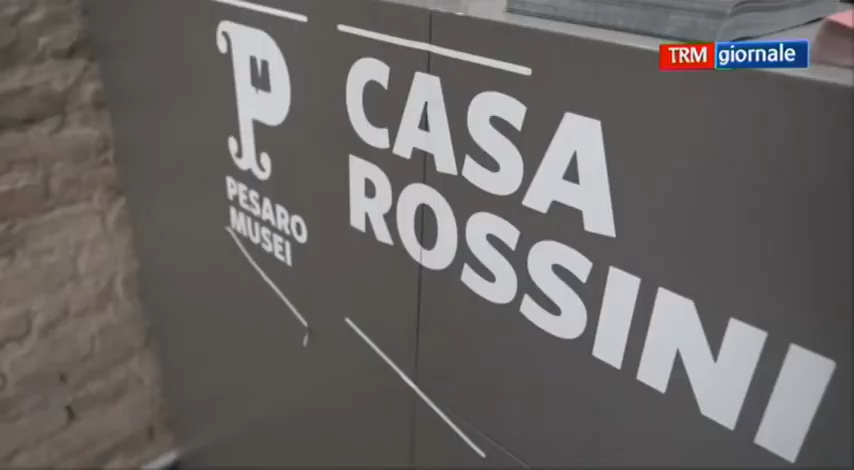 TRM giornale
PESARO
MUSEI
CASA
ROSSINI